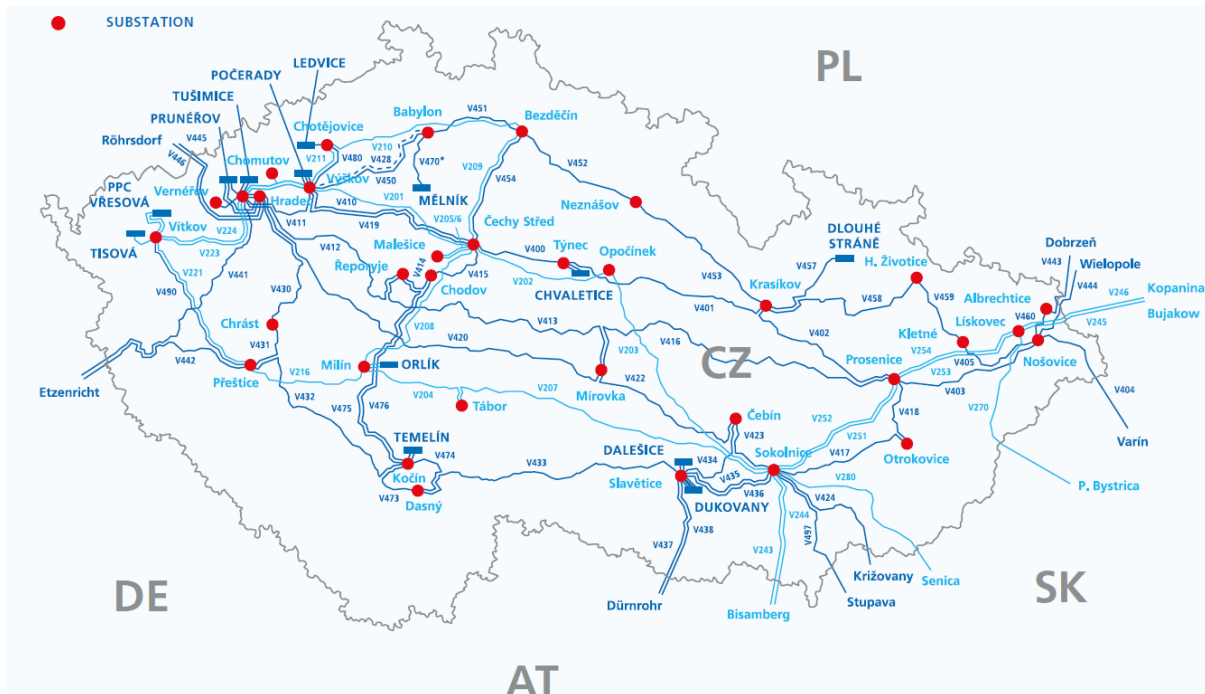 SUBSTATION
PL
LEDVICE
POČERADY
TUŠIMICE
PRUNÉŘOV
Röhrsdorf
V445
V446
Chotějovice
Babylon
V451
Bezděčín
V210
V211
V480
V428
V450
V470*
V209
V454
V452
Chomutov
Výškov
MĚLNÍK
V201
PPC
VŘESOVÁ
Vernéřov
Hradec
V410
V419
V411
V205/6
Čechy Střed
Neznášov
Vítkov
V224
V223
TISOVÁ
V412
Malešice
Řeporyje
V414
V415
Chodov
V400
Týnec
Opočínek
V202
CHVALETICE
V453
DLOUHÉ
STRÁNĚ
V457
H. Životice
Dobrzeń
V443
Wielopole
V444
V246
Kopanina
V245
Bujakow
V221
V441
V490
V430
Krasíkov
V458
V459
Albrechtice
V460
Lískovec
Kletné
V254
V401
V402
V413
V208
Chrást
V431
V420
V203
V416
CZ
Prosenice
V253
V405
V403
Nošovice
V404
Varín
V442
Etzenricht
Přeštice
V216
Milín
ORLÍK
V204
V207
Tábor
Mírovka
V422
V432
V475
V476
Čebín
V423
V252
V251
V418
V270
TEMELÍN
V474
Kočín
V473
Dasný
V433
DALEŠICE
V434
V435
V436
Sokolnice
V417
Otrokovice
Slavětice
DUKOVANY
V280
V424
V244
V497
V243
P. Bystrica
V438
V437
DE
Dürnrohr
Bisamberg
Križovany
Stupava
Senica
SK
AT